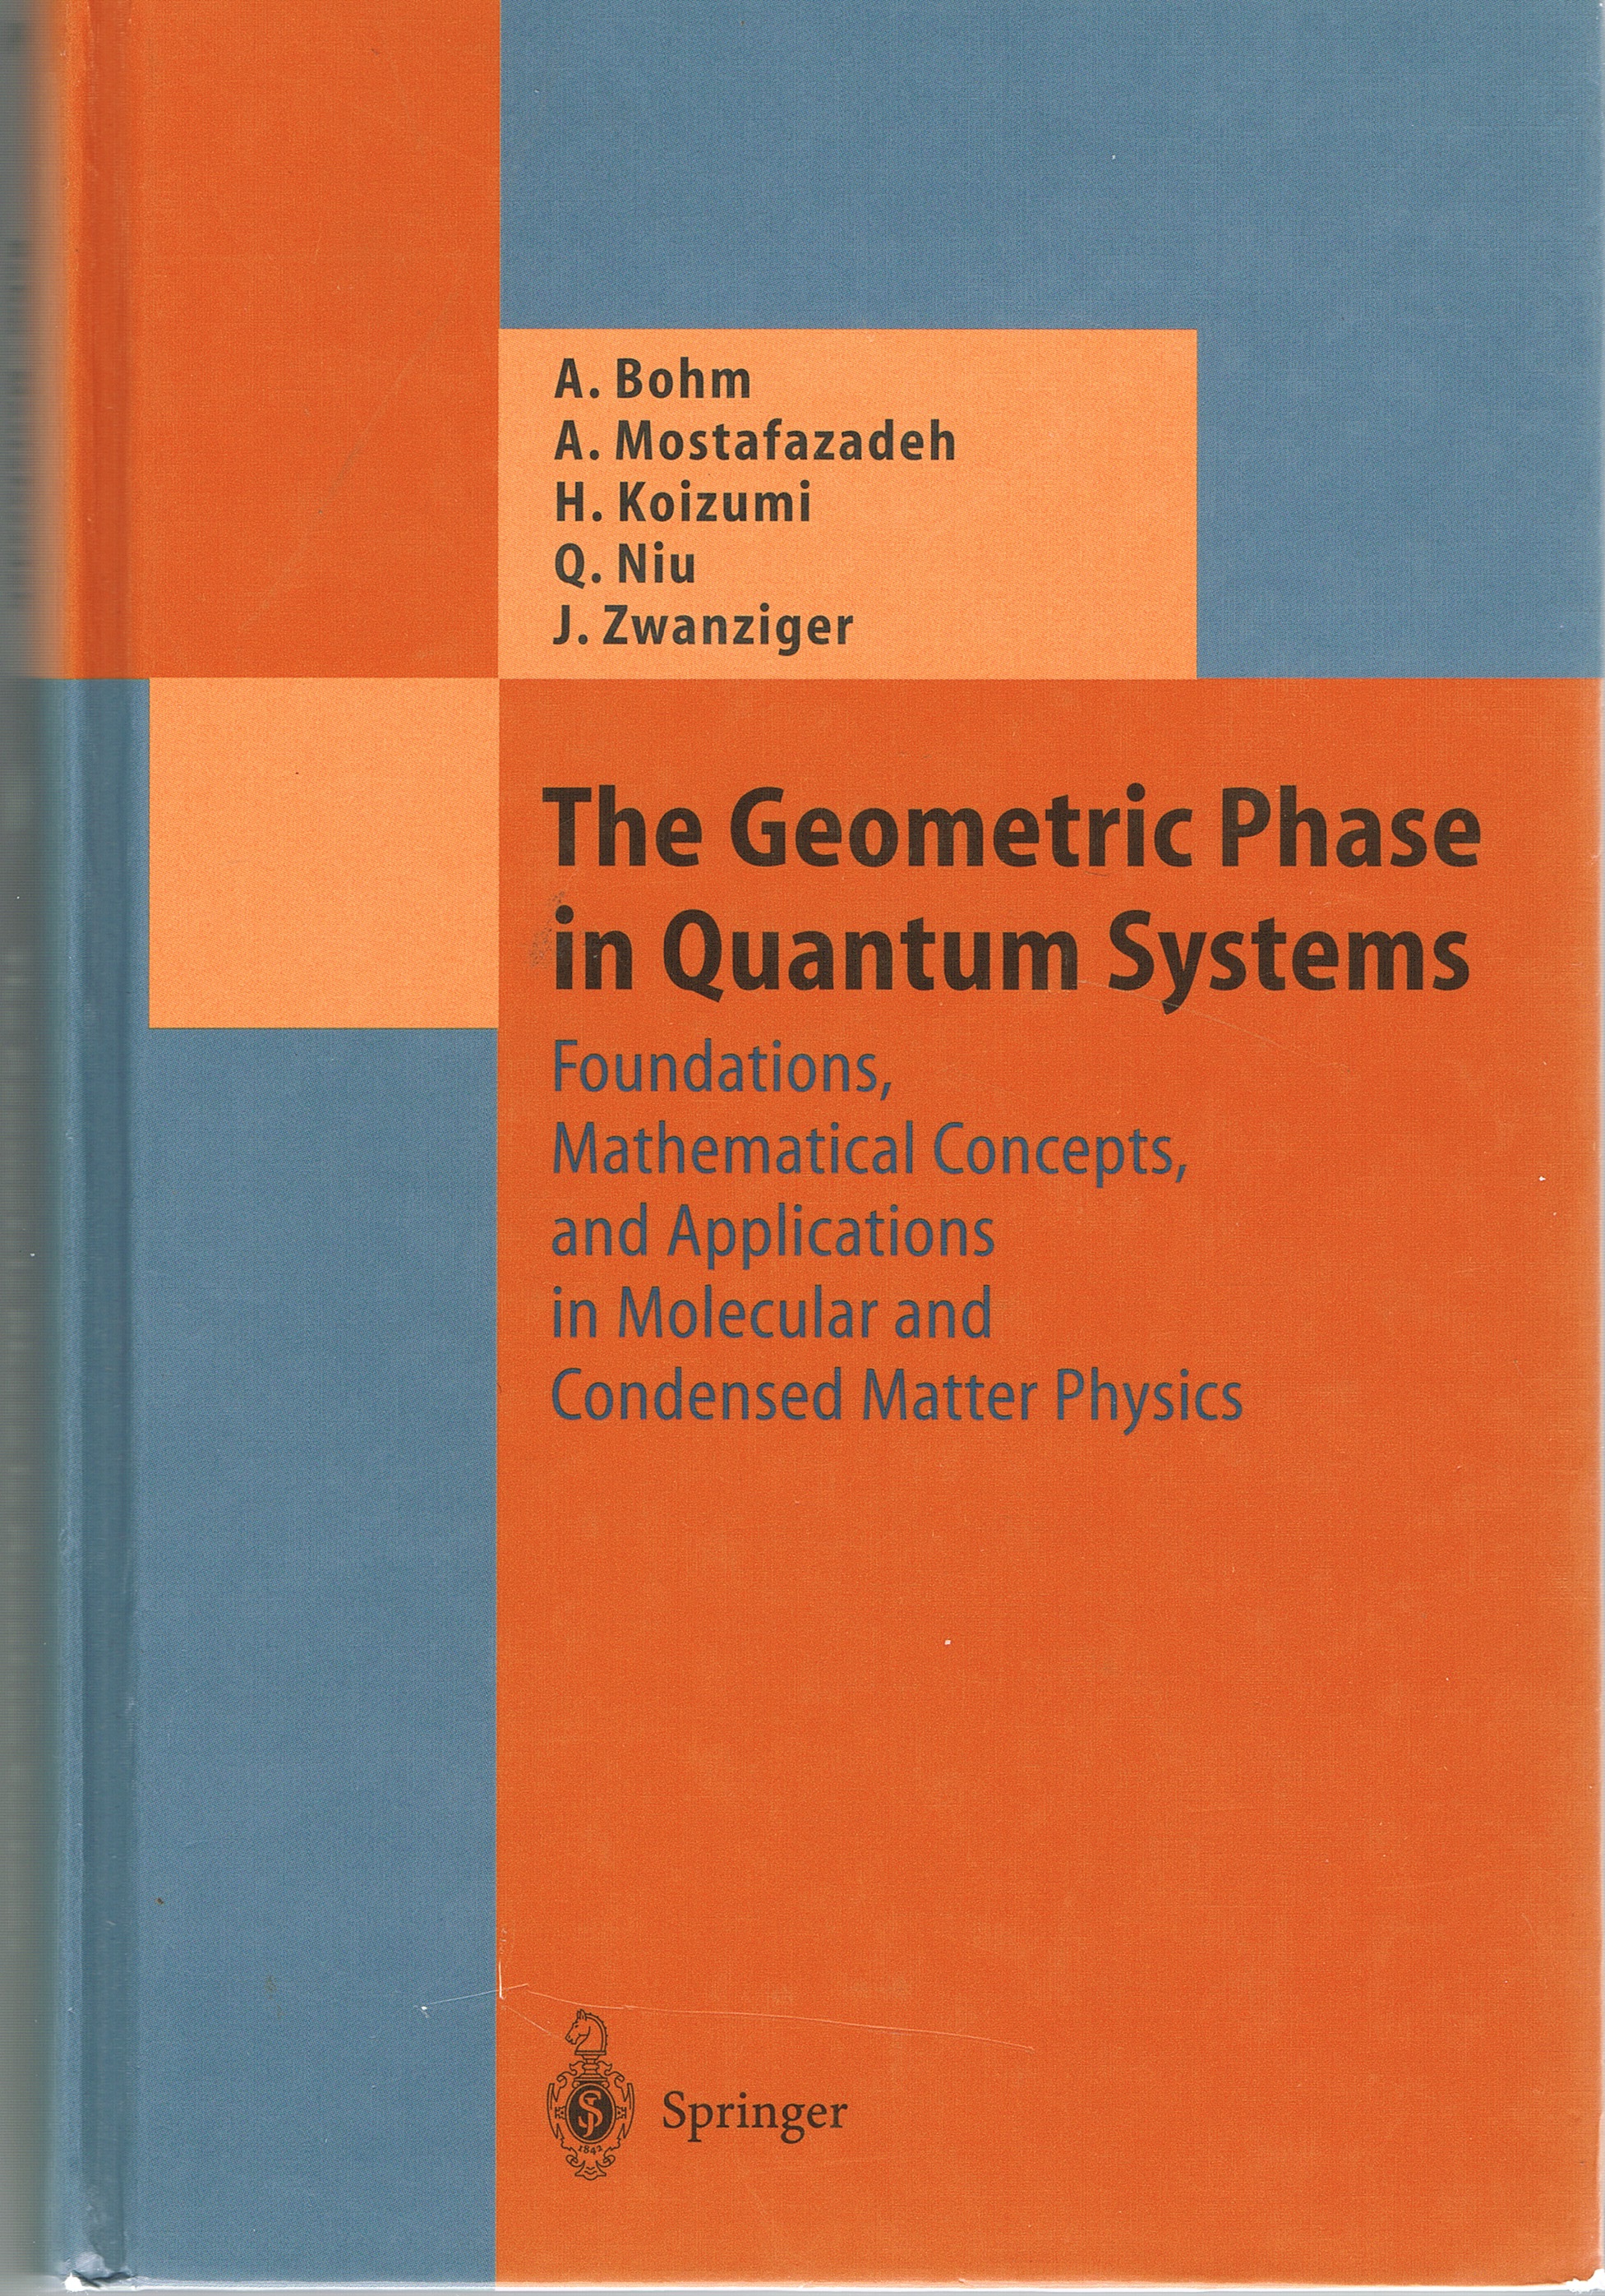 A. Bohm
A. Mostafazadeh
H. Koizumi
Q. Niu
J. Zwanziger
The Geometric Phase
in Quantum Systems
Foundations,
Mathematical Concepts,
and Applications
in Molecular and
Condensed Matter Physics
S
1842
Springer